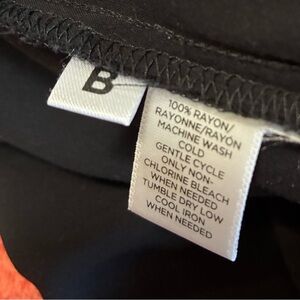 B
100% RAYON/
RAYONNE/RAYÓN
MACHINE WASH
COLD
GENTLE CYCLE
ONLY NON-
CHLORINE BLEACH
WHEN NEEDED
TUMBLE DRY LOW
COOL IRON
WHEN NEEDED